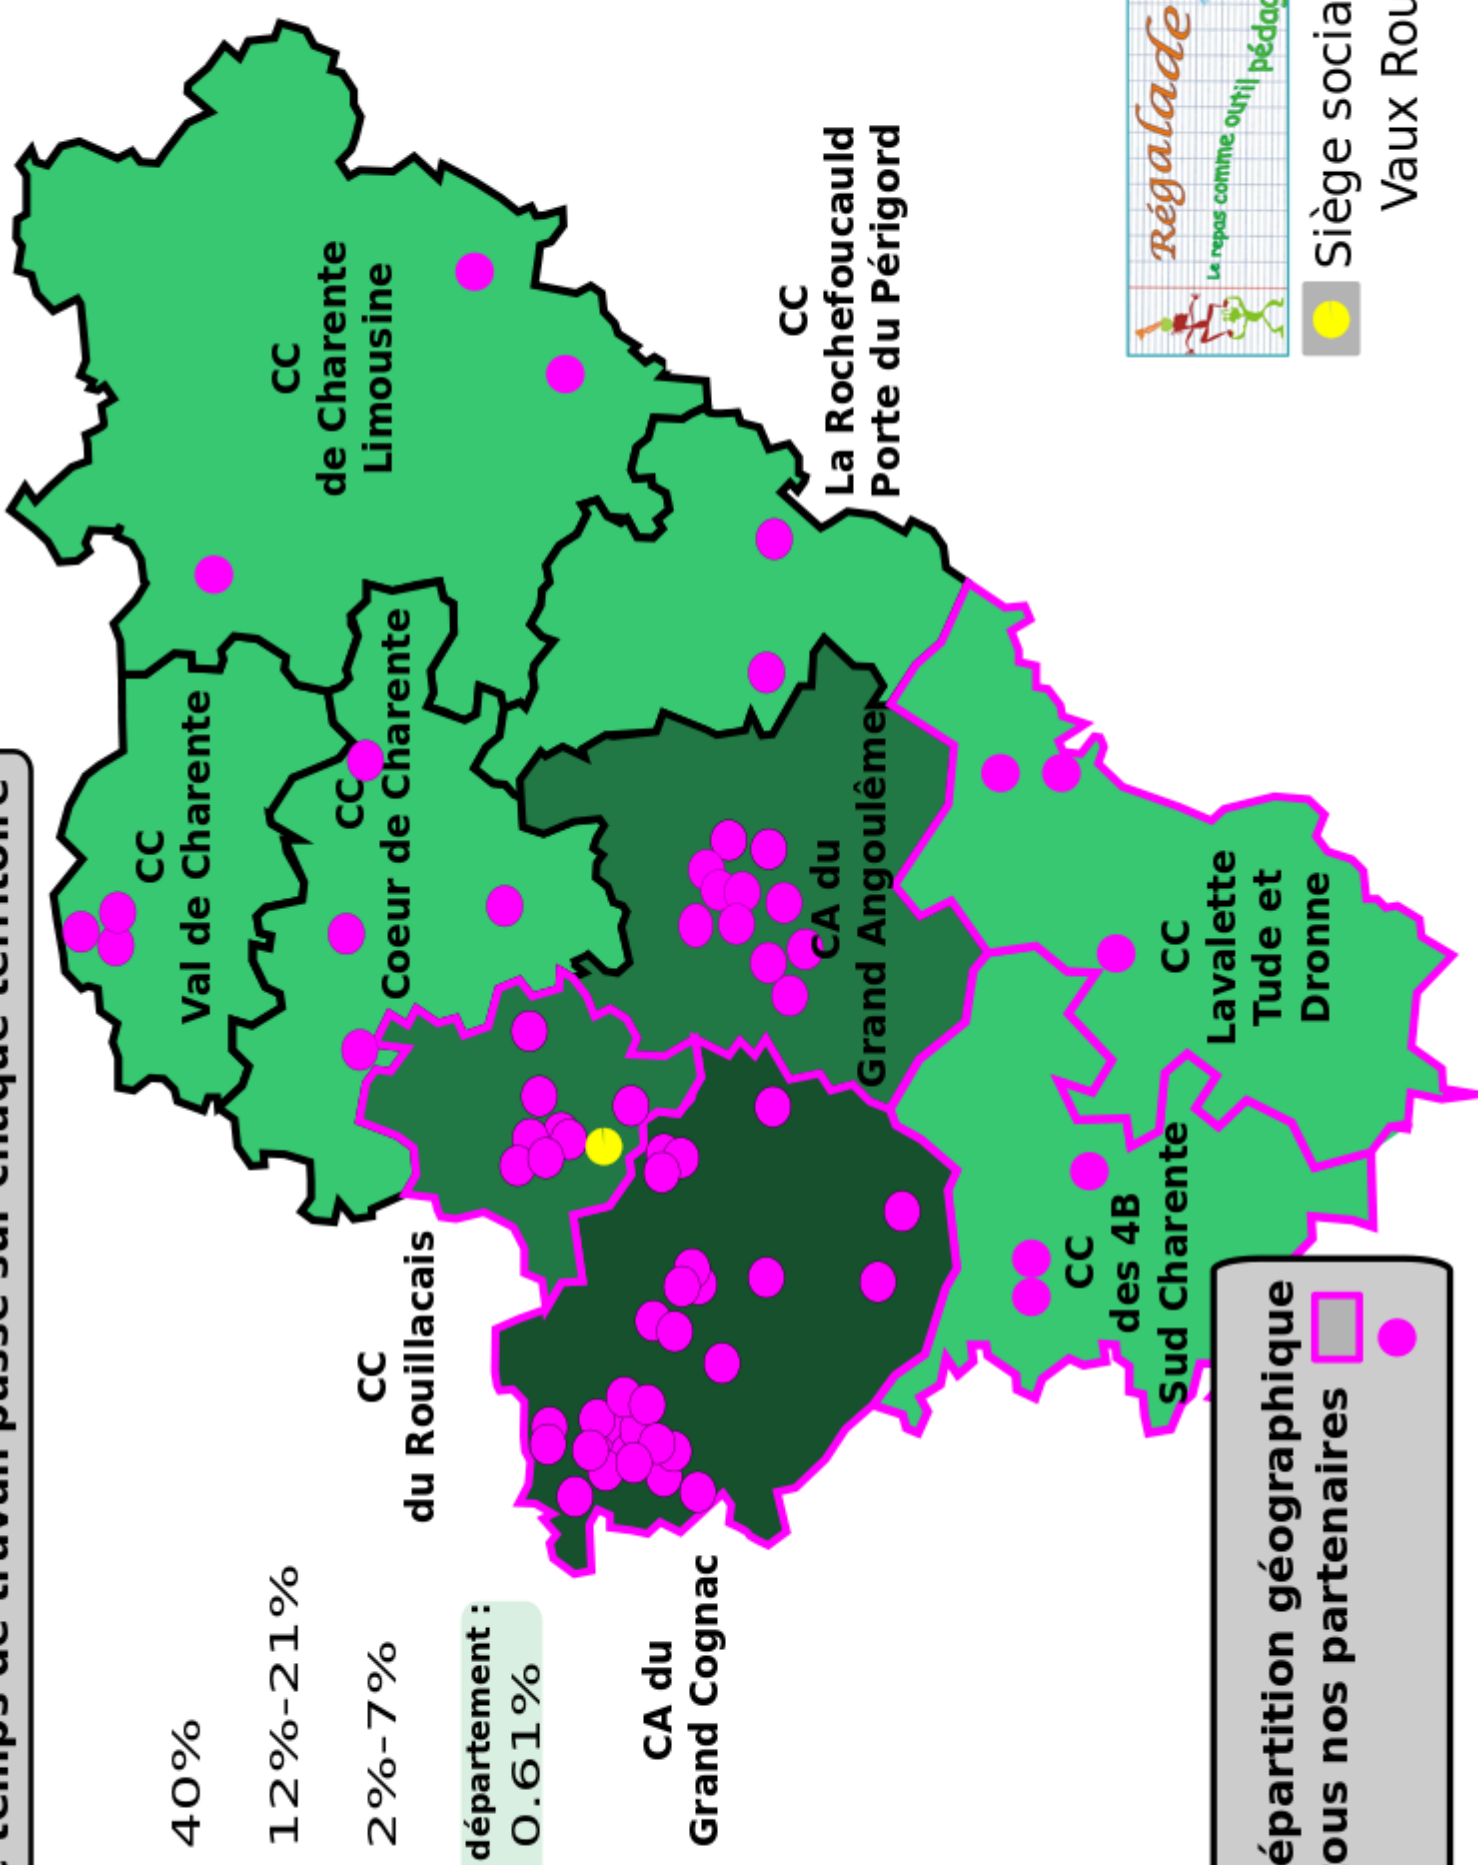 temps de travail passé sur chaque territoire
40%
12%-21%
2%-7%
département :
0.61%
CC
Val de Charente
CC
de Charente
Limousine
CC
Coeur de Charente
CC
du Rouillacais
CC
La Rochefoucauld
Porte du Périgord
CA du
Grand Angoulême
CA du
Grand Cognac
CC
Lavalette
Tude et
Dronne
CC
des 4B
Sud Charente
épartition géographique
ous nos partenaires
Régalade
Le repas comme outil pédag
Siège socia
Vaux Rou